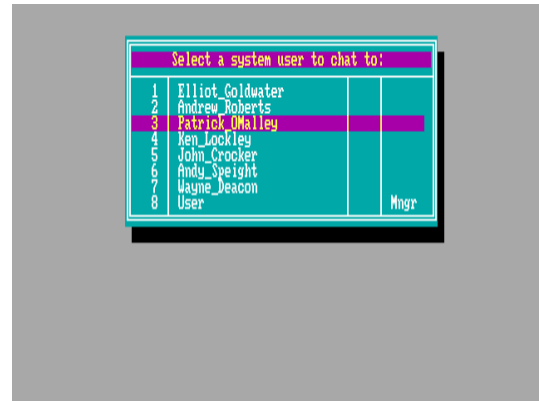 Select a system user to chat to:
1 Elliot_Goldwater
2 Andrew_Roberts
3 Patrick_OMalley
4 Ken_Lockley
5 John_Crocker
6 Andy_Speight
7 Wayne_Deacon
8 User Mngr